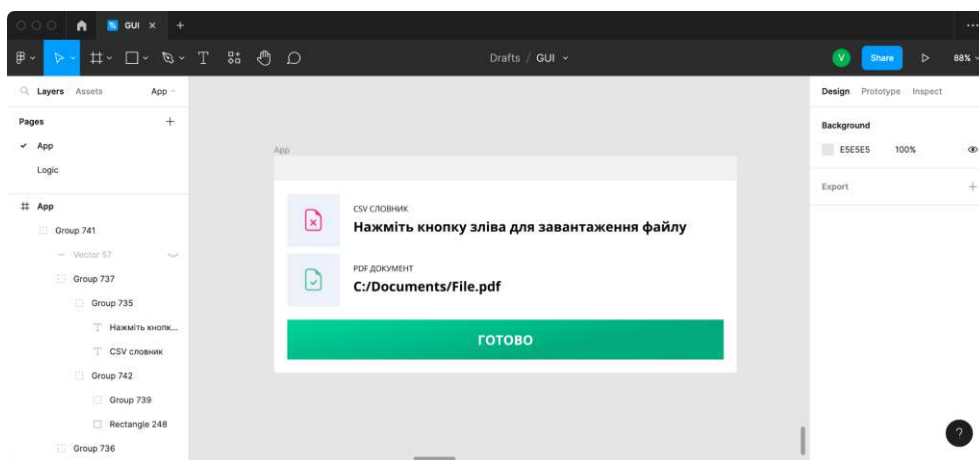 GUI
Drafts / GUI
V
Share
88%
Layers Assets App
Design Prototype Inspect
Pages
App
Logic
Background
E5E5E5 100%
Export
App
Group 741
Vector 57
Group 737
Group 735
Нажміть кнопк...
CSV словник
Group 742
Group 739
Rectangle 248
Group 736
App
CSV СЛОВНИК
Нажміть кнопку зліва для завантаження файлу
PDF ДОКУМЕНТ
C:/Documents/File.pdf
ГОТОВО
?